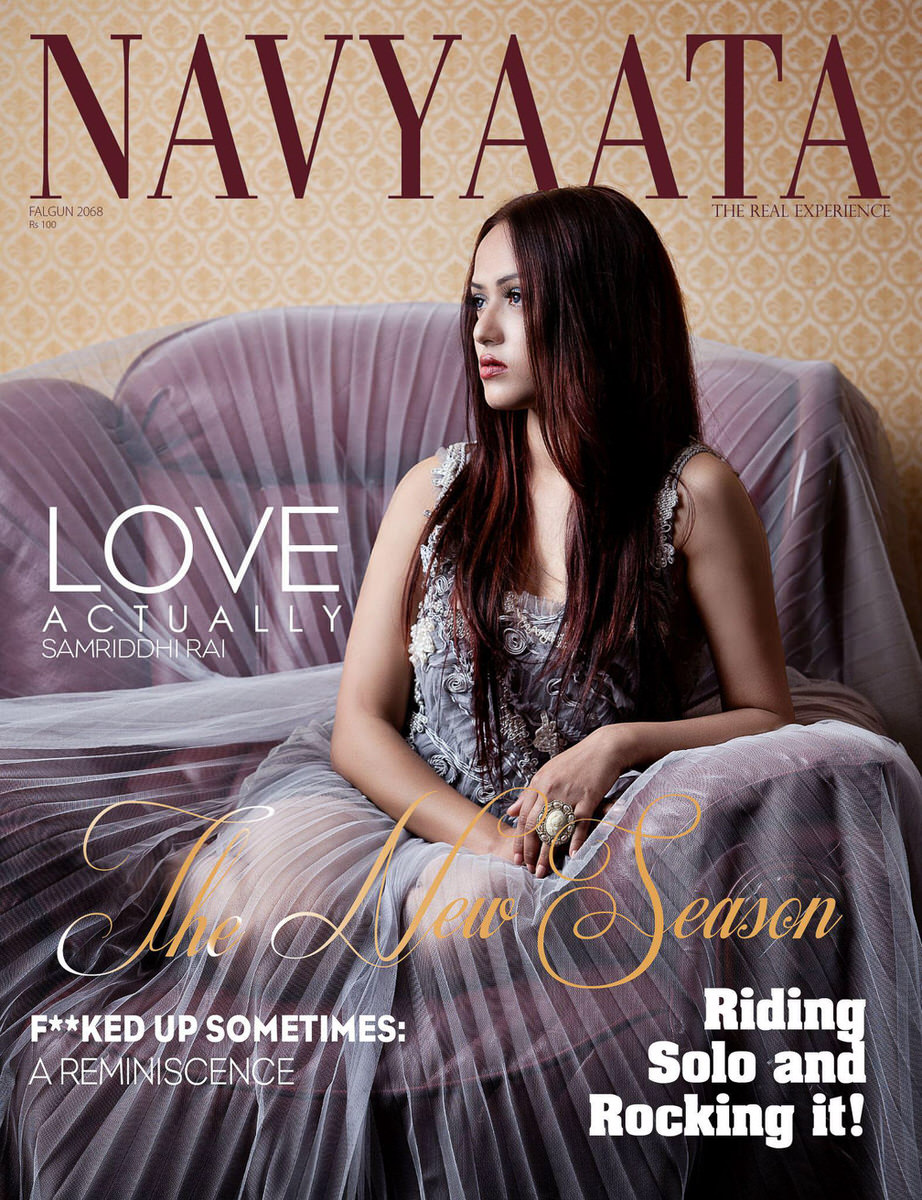 NAVYAATA
FALGUN 2068
Rs 100
THE REAL EXPERIENCE
LOVE
ACTUALLY
SAMRIDDHI RAI
The New Season
F**KED UP SOMETIMES:
A REMINISCENCE
Riding
Solo and
Rocking it!